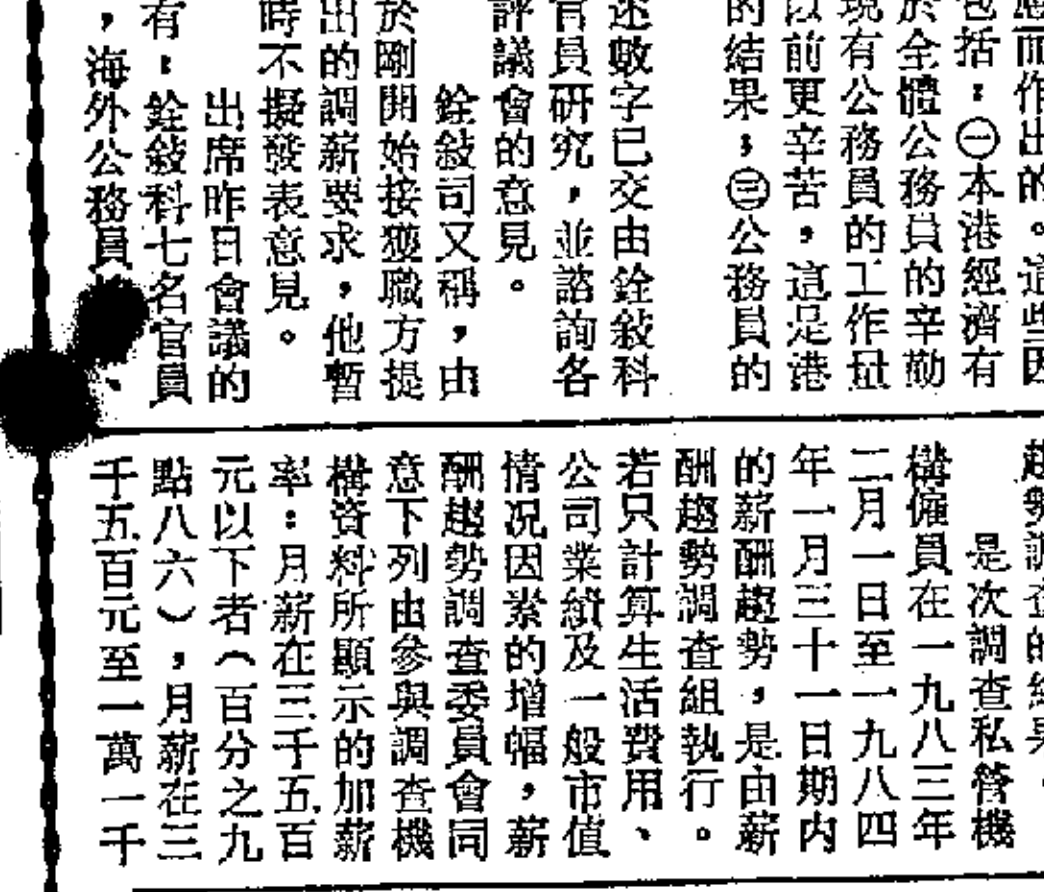 應而作出的。這些因
包括：㊀本港經濟有
於全體公務員的辛勤
現有公務員的工作量
以前更辛苦，這是港
的結果；㊂公務員的
述數字已交由銓敍科
官員研究，並諮詢各
評議會的意見。
銓敍司又稱，由
於剛開始接獲職方提
出的調薪要求，他暫
時不擬發表意見。
出席昨日會議的
有：銓敍科七名官員
，海外公務員、
趨勢調查的結果。
是次調查私營機
構僱員在一九八三年
二月一日至一九八四
年一月三十一日期內
的薪酬趨勢，是由薪
酬趨勢調查組執行。
若只計算生活費用、
公司業績及一般市值
情况因素的增幅，薪
酬趨勢調查委員會同
意下列由參與調查機
構資料所顯示的加薪
率：月薪在三千五百
元以下者（百分之九
點八六），月薪在三
千五百元至一萬一千